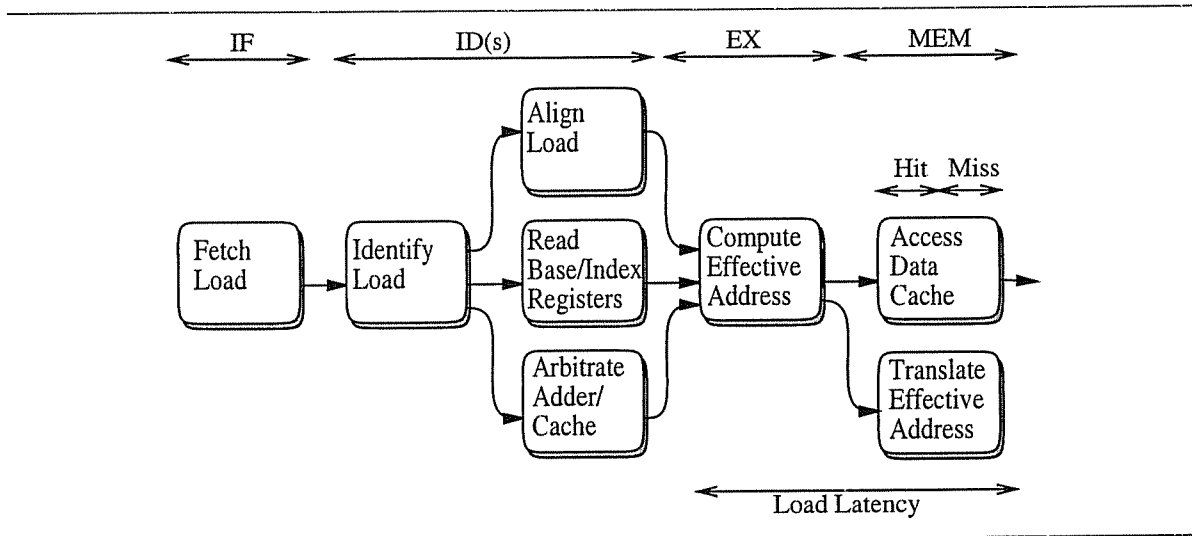 IF
ID(s)
EX
MEM
Align
Load
Hit
Miss
Fetch
Load
Identify
Load
Read
Base/Index
Registers
Compute
Effective
Address
Access
Data
Cache
Arbitrate
Adder/
Cache
Translate
Effective
Address
Load Latency